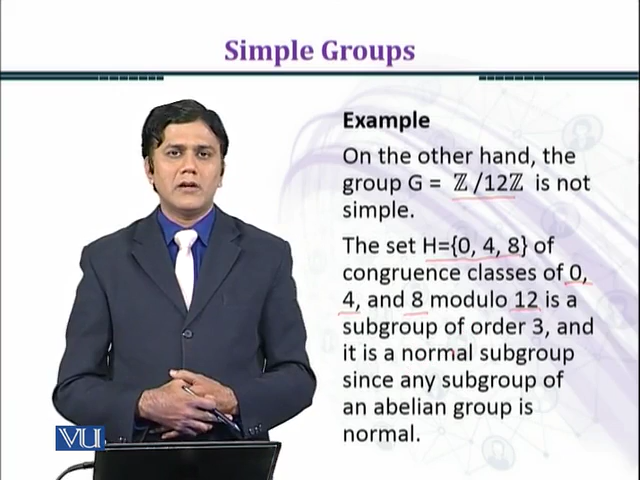 Simple Groups
Example
On the other hand, the
group G = ℤ/12ℤ is not
simple.
The set H={0, 4, 8} of
congruence classes of 0,
4, and 8 modulo 12 is a
subgroup of order 3, and
it is a normal subgroup
since any subgroup of
an abelian group is
normal.
VU